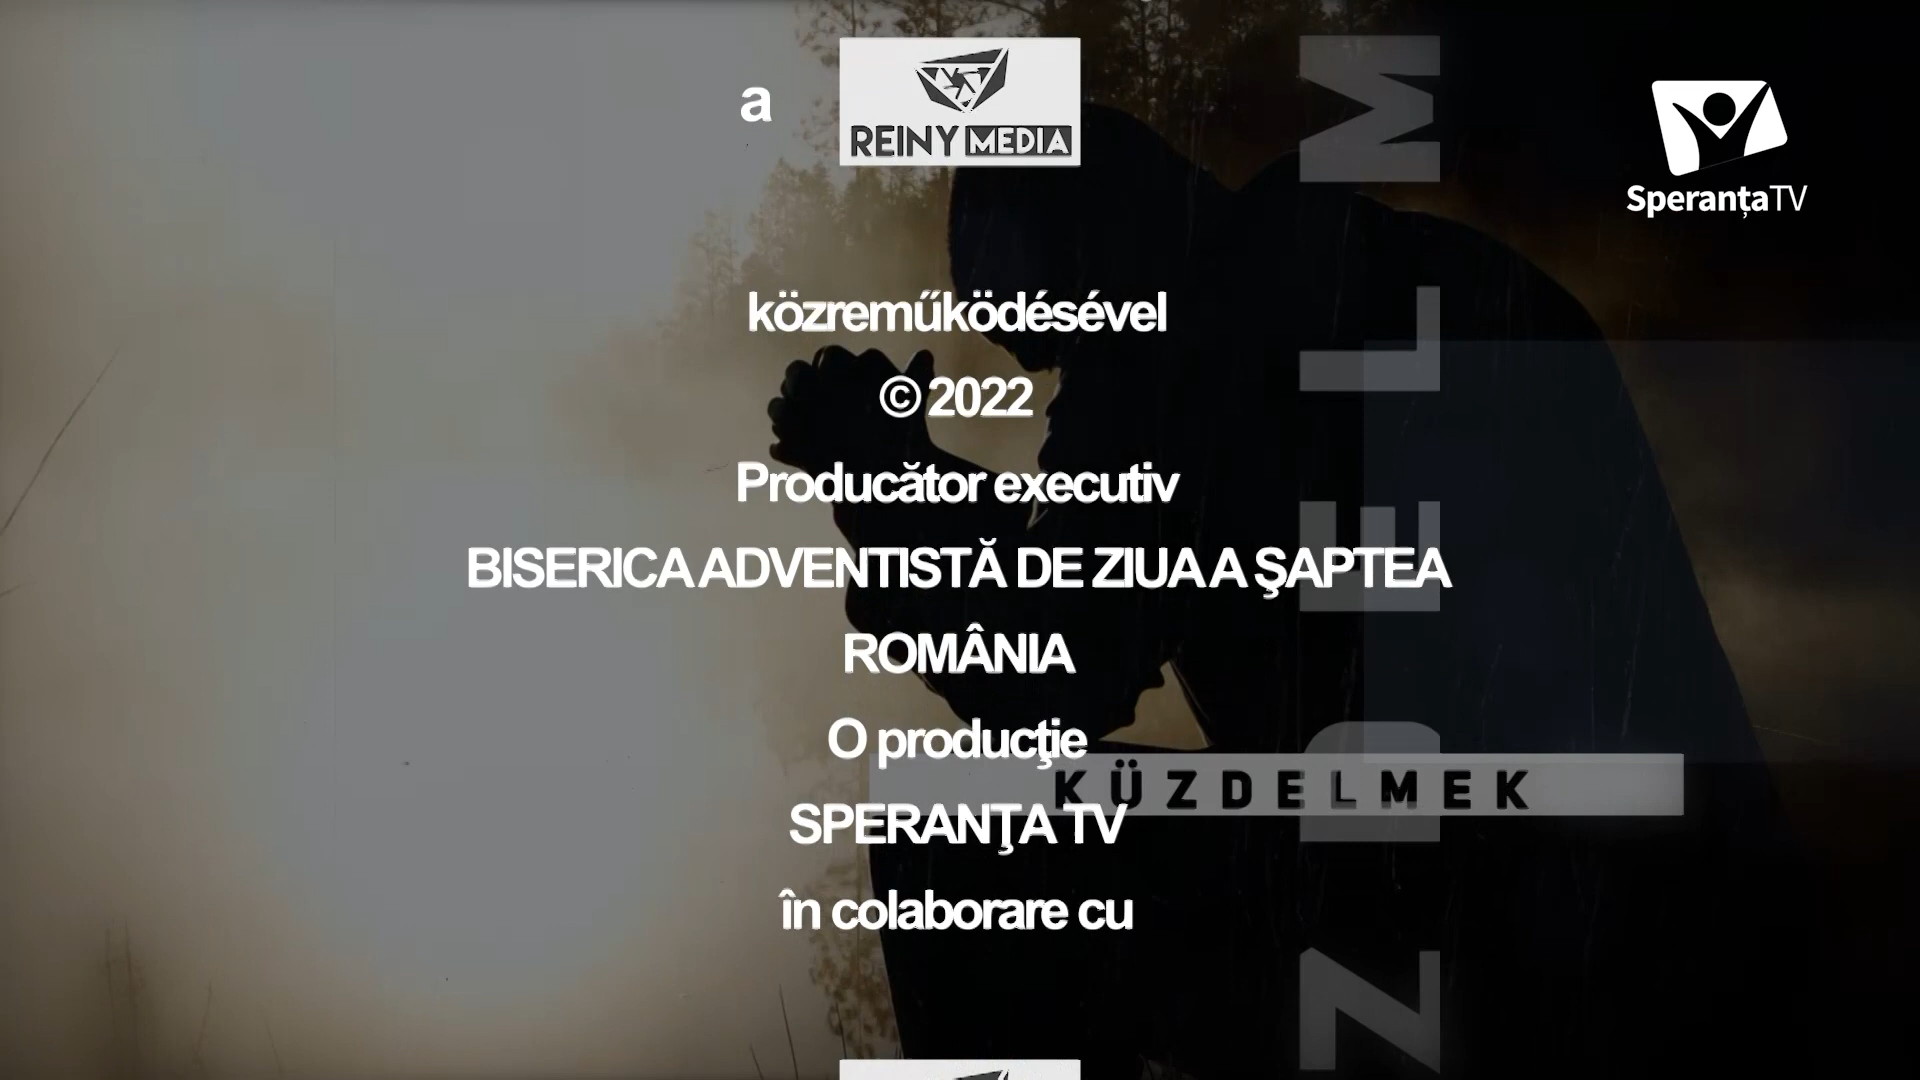 a
REINY MEDIA
SperanțaTV
közreműködésével
© 2022
Producător executiv
BISERICA ADVENTISTĂ DE ZIUA A ŞAPTEA
ROMÂNIA
O producţie
KÜZDELMEK
SPERANŢA TV
în colaborare cu
ZDELM